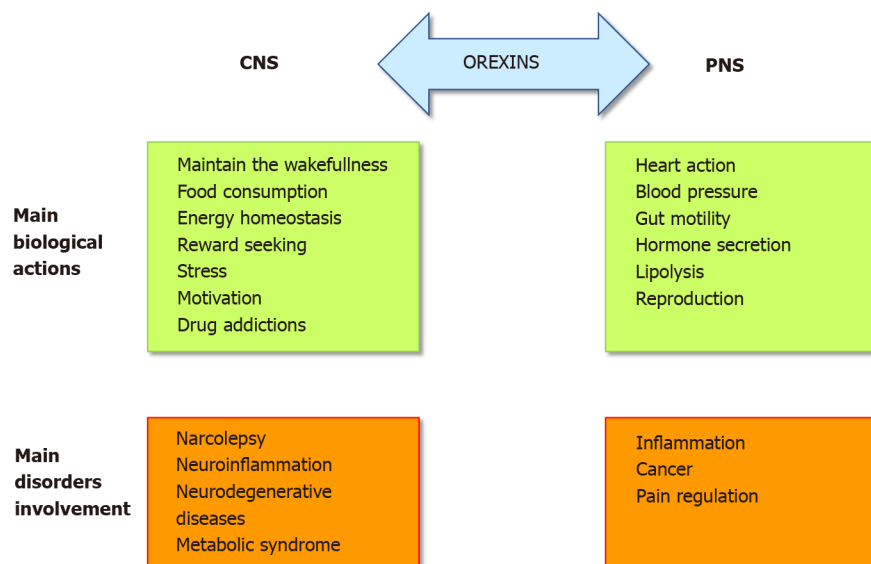 CNS
OREXINS
PNS
Main
biological
actions
Maintain the wakefullness
Food consumption
Energy homeostasis
Reward seeking
Stress
Motivation
Drug addictions
Heart action
Blood pressure
Gut motility
Hormone secretion
Lipolysis
Reproduction
Main
disorders
involvement
Narcolepsy
Neuroinflammation
Neurodegenerative
diseases
Metabolic syndrome
Inflammation
Cancer
Pain regulation